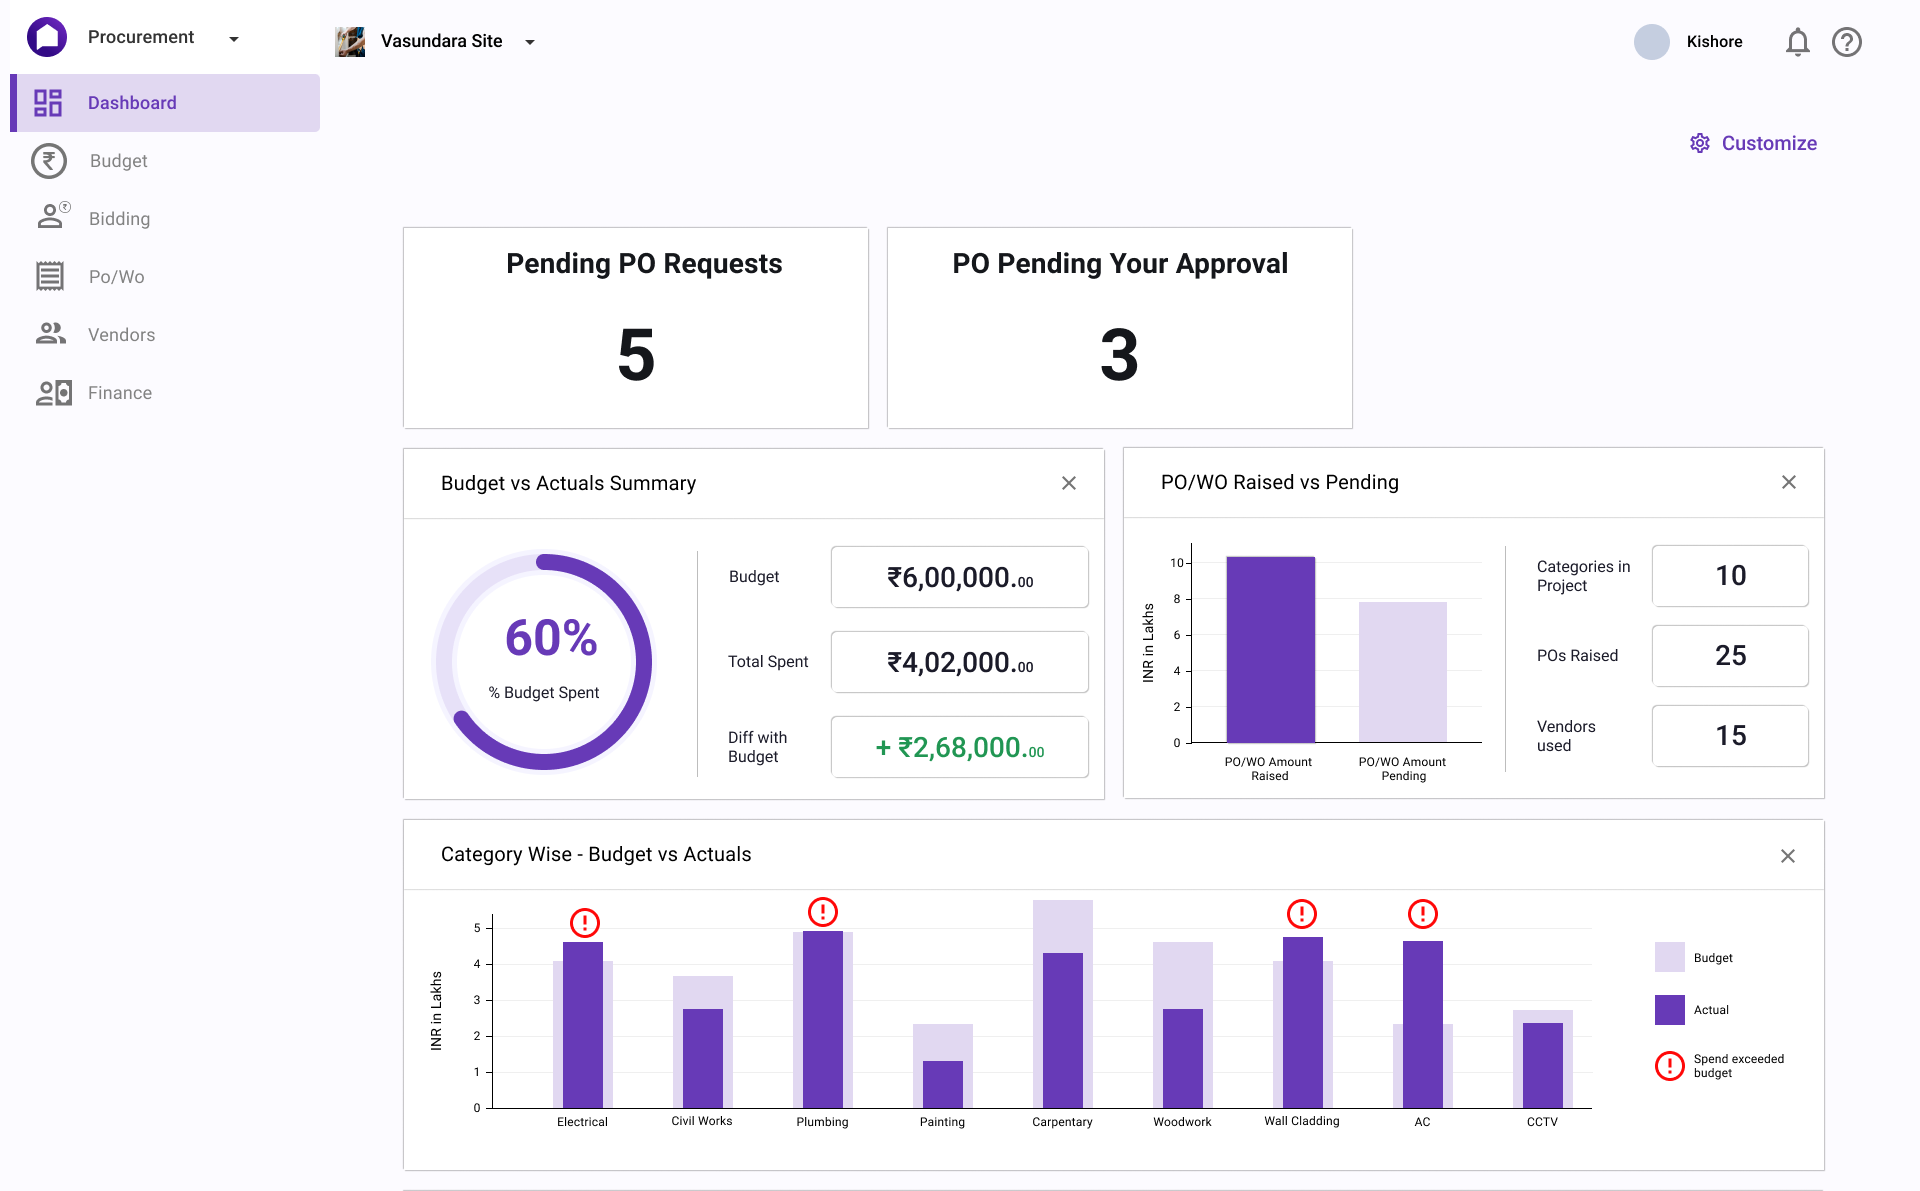 Procurement
Vasundara Site
Kishore
Dashboard
Budget
Bidding
Po/Wo
Vendors
Finance
Customize
Pending PO Requests
5
PO Pending Your Approval
3
Budget vs Actuals Summary
60%
% Budget Spent
Budget
₹6,00,000.00
Total Spent
₹4,02,000.00
Diff with
Budget
+ ₹2,68,000.00
PO/WO Raised vs Pending
INR in Lakhs
10
8
6
4
2
0
PO/WO Amount
Raised
PO/WO Amount
Pending
Categories in
Project
10
POs Raised
25
Vendors
used
15
Category Wise - Budget vs Actuals
INR in Lakhs
5
4
3
2
1
0
Electrical
Civil Works
Plumbing
Painting
Carpentary
Woodwork
Wall Cladding
AC
CCTV
Budget
Actual
Spend exceeded
budget